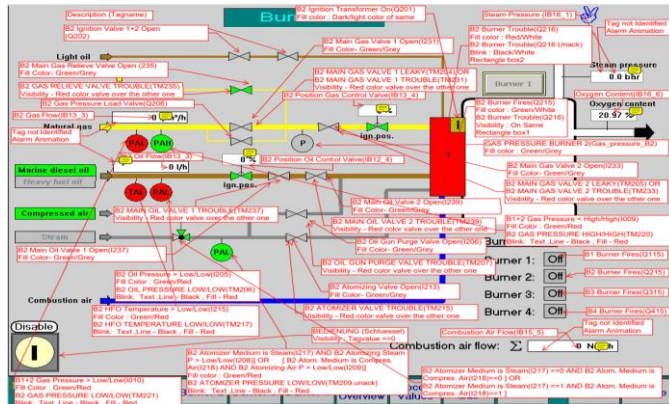 Description (Tagname)
Bur
B2 Ignition Transformer On(Q201)
Fill color : Dark/light color of same
Steam Pressure (IB16_1)
Tag not Identified
Alarm Animation
B2 Ignition Valve 1+2 Open
(Q202)
B2 Main Gas Valve 1 Open(I231)
Fill Color- Green/Grey
B2 Burner Trouble(Q216)
Fill color : Red/White
B2 Burner Trouble(Q216.Unack)
Blink : Black/White
Rectangle box2
Light oil
Steam pressure
0.0 bar
B2 Main Gas Relieve Valve Open (235)
Fill Color- Green/Grey
B2 MAIN GAS VALVE 1 LEAKY(TM204) OR
B2 MAIN GAS VALVE 1 TROUBLE(TM231)
Visibility - Red color valve over the other one
Burner 1
B2 GAS RELIEVE VALVE TROUBLE(TM235)
Visibility - Red color valve over the other one
Oxygen Content(IB16_6)
B2 Gas Pressure Load Valve(Q206)
B2 Position Gas Control Valve(IB13_4)
Oxygen content
20.97 %
B2 Gas Flow(IB13_3)
B2 Burner Fires(Q215)
Fill color : Green/White
B2 Burner Trouble(Q216)
Visibility : On Same
Rectangle box1
Natural gas
Tag not Identified
Alarm Animation
PAL
PAH
P
ign.pos.
GAS PRESSURE BURNER 2(Gas_pressure_B2)
Fill color : Green/Grey
Oil Flow(IB13_3)
0 l/h
0 %
B2 Position Oil Control Valve(IB12_4)
B2 Main Gas Valve 2 Open(I233)
Fill Color- Green/Grey
Marine diesel oil
Heavy fuel oil
ign.pos.
B2 MAIN GAS VALVE 2 LEAKY(TM205) OR
B2 MAIN GAS VALVE 2 TROUBLE(TM233)
Visibility - Red color valve over the other one
TAL
PAL
B2 Main Oil Valve 2 Open(I239)
Fill Color- Green/Grey
B2 MAIN OIL VALVE 1 TROUBLE(TM237)
Visibility - Red color valve over the other one
Compressed air
B2 MAIN OIL VALVE 2 TROUBLE(TM239)
Visibility - Red color valve over the other one
B1+2 Gas Pressure < High/High(I009)
Fill Color : Green/Red
B2 GAS PRESSURE HIGH/HIGH(TM220)
Blink: Text ,Line - Black , Fill - Red
Steam
B2 Oil Gun Purge Valve Open(I206)
Fill Color- Green/Grey
B2 Main Oil Valve 1 Open(I237)
Fill Color- Green/Grey
PAL
B2 OIL GUN PURGE VALVE TROUBLE(TM207)
Visibility - Red color valve over the other one
B2 Oil Pressure > Low/Low(I205)
Fill Color : Green/Red
B2 OIL PRESSURE LOW/LOW(TM206)
Blink: Text ,Line - Black , Fill - Red
Burner 1:
Off
B1 Burner Fires(Q115)
B2 Atomizing Valve Open(I213)
Fill Color- Green/Grey
Burner 2:
Off
B2 Burner Fires(Q215)
B2 HFO Temperature > Low/Low(I215)
Fill Color : Green/Red
B2 HFO TEMPERATURE LOW/LOW(TM217)
Blink: Text ,Line - Black , Fill - Red
B2 ATOMIZER VALVE TROUBLE(TM215)
Visibility - Red color valve over the other one
Burner 3:
Off
B3 Burner Fires(Q315)
Combustion air
Burner 4:
Off
B4 Burner Fires(Q415)
Disable
BEDIENUNG (Schluessel)
Visibility : Tagvalue ==0
Combustion Air Flow(IB15_5)
Tag not Identified
Alarm Animation
Combustion air flow:
Σ
0
B2 Atomizer Medium is Steam(I217) AND B2 Atomizing Steam
P > Low/Low(I208)] OR [ B2 Atom. Medium is Compres.
Air(I218) AND B2 Atomizing Air P > Low/Low(I209)]
Fill color : Green/Red
B2 ATOMIZER PRESSURE LOW/LOW(TM209.unack)
Blink: Text ,Line - Black , Fill - Red
B2 Atomizer Medium is Steam(I217) ==0 AND B2 Atom. Medium is
Compres. Air(I218)==0 ] OR
B2 Atomizer Medium is Steam(I217) ==1 AND B2 Atom. Medium is
Compres. Air(I218)==1 ]
B1+2 Gas Pressure > Low/Low(I010)
Fill Color : Green/Red
B2 GAS PRESSURE LOW/LOW(TM221)
Blink: Text ,Line - Black , Fill - Red
Overview